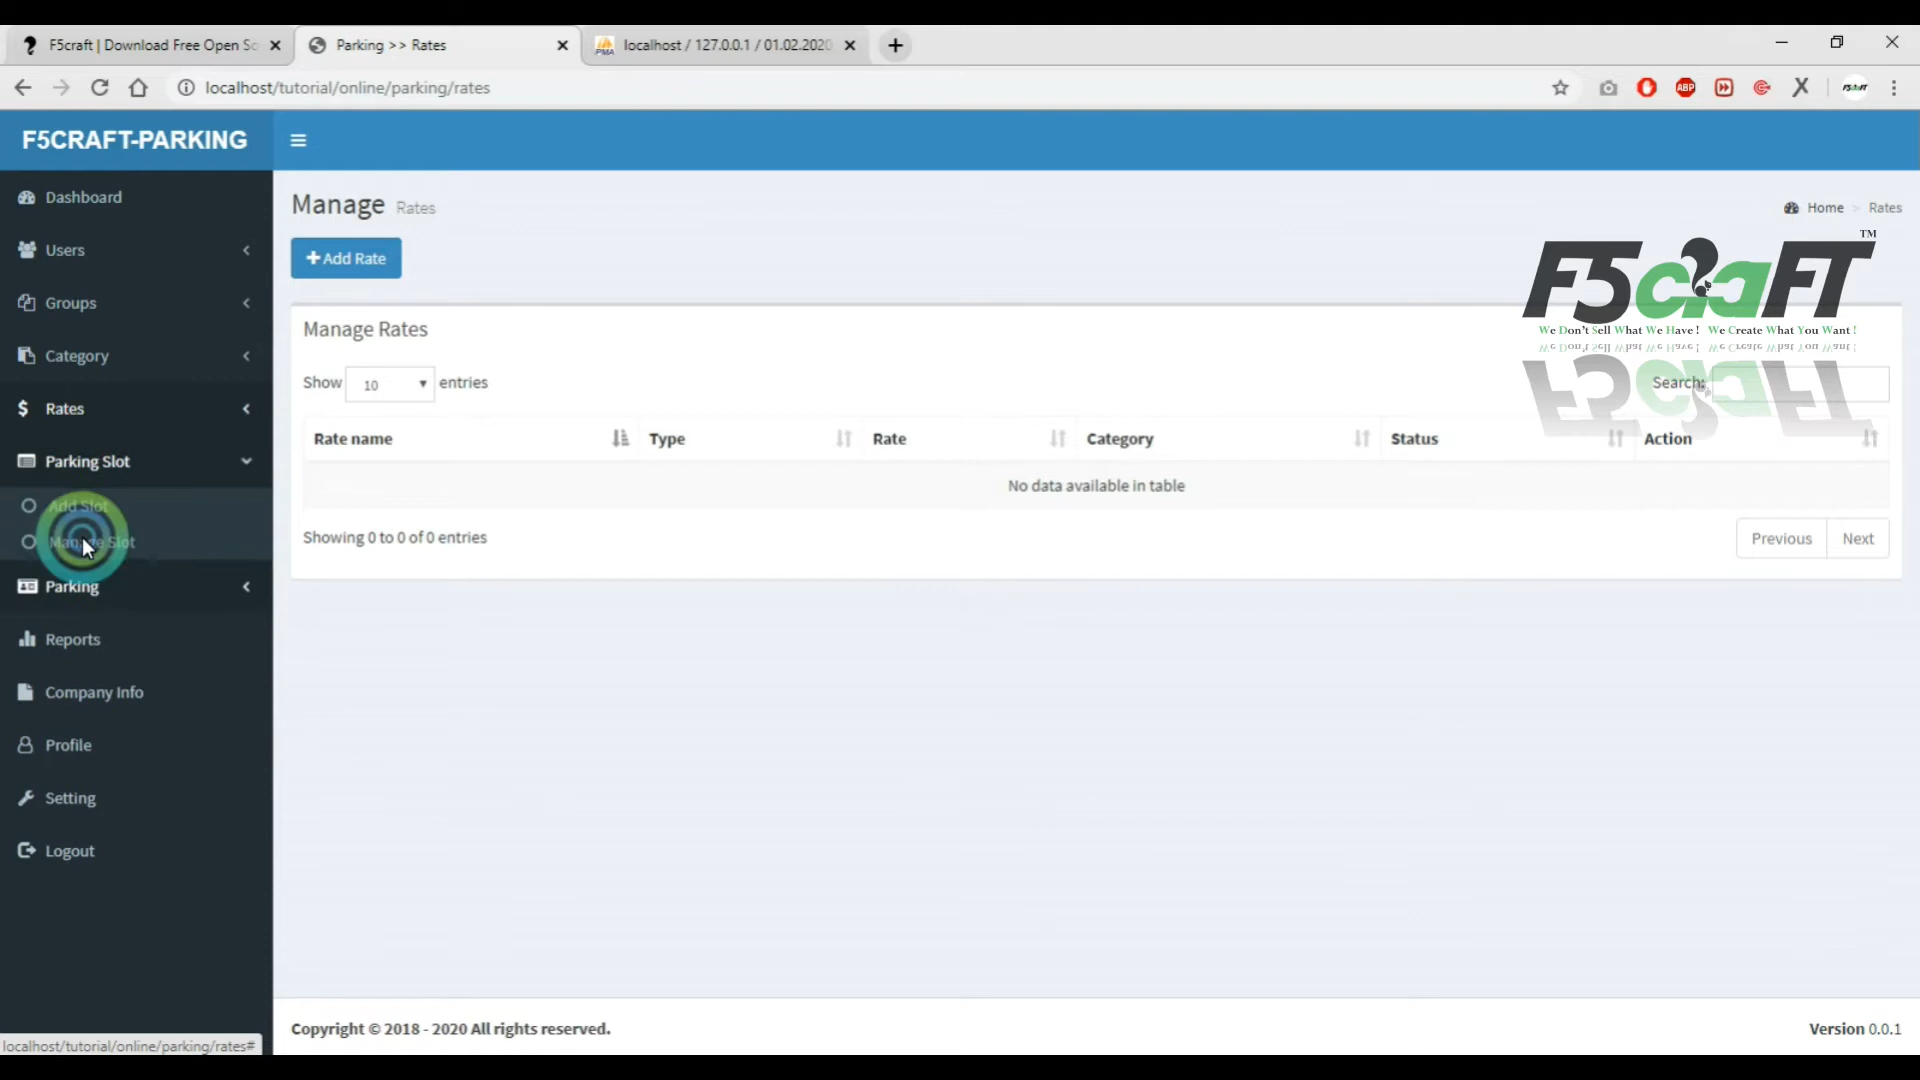 F5craft | Download Free Open So
Parking >> Rates
localhost / 127.0.0.1 / 01.02.2020
localhost/tutorial/online/parking/rates
ABP
F5CRAFT-PARKING
Dashboard
Users
Groups
Category
Rates
Parking Slot
Add Slot
Manage Slot
Parking
Reports
Company Info
Profile
Setting
Logout
Manage Rates
Home > Rates
+ Add Rate
F5craFT TM
We Don't Sell What We Have! We Create What You Want!
Manage Rates
Show 10 entries
Search:
Rate name Type Rate Category Status Action
No data available in table
Showing 0 to 0 of 0 entries
Previous Next
Copyright © 2018 - 2020 All rights reserved.
Version 0.0.1
localhost/tutorial/online/parking/rates#